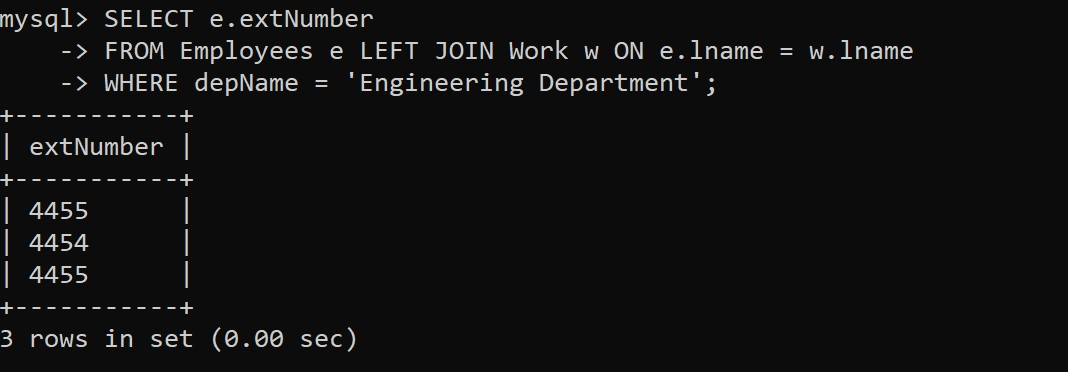 mysql> SELECT e.extNumber
    -> FROM Employees e LEFT JOIN Work w ON e.lname = w.lname
    -> WHERE depName = 'Engineering Department';
+-----------+
| extNumber |
+-----------+
| 4455      |
| 4454      |
| 4455      |
+-----------+
3 rows in set (0.00 sec)